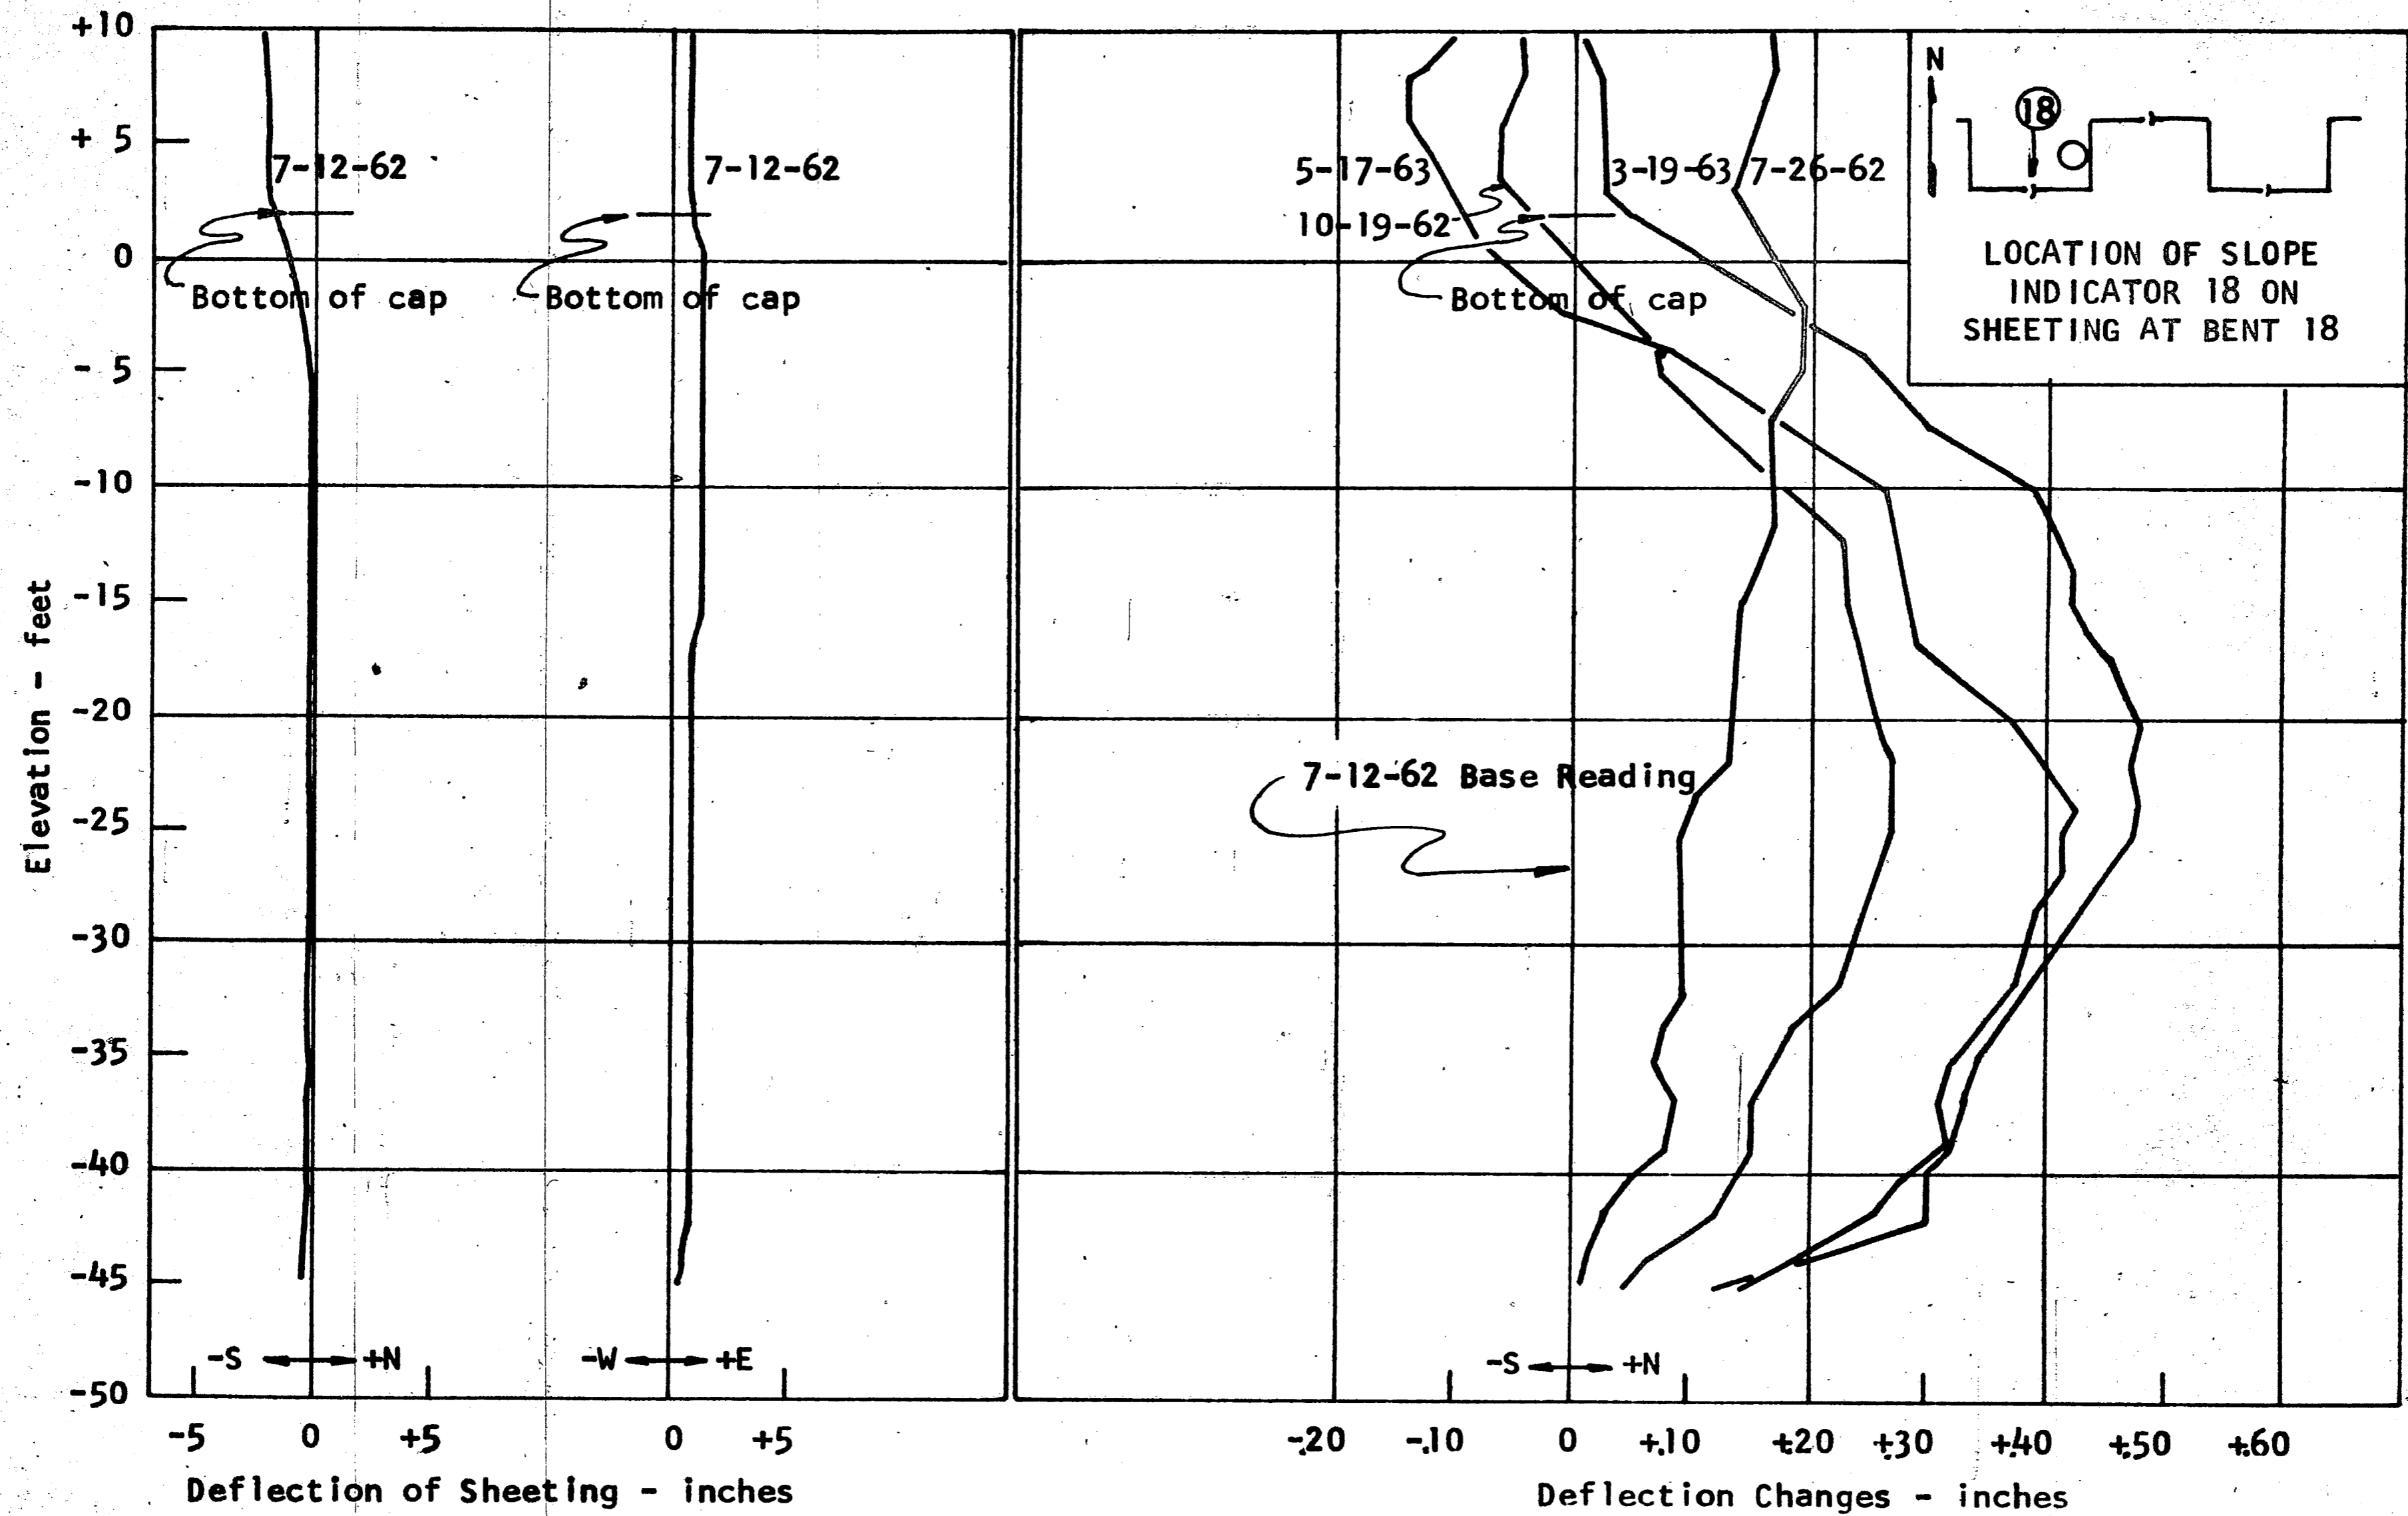 +10
+ 5
0
- 5
-10
-15
-20
-25
-30
-35
-40
-45
-50
Elevation - feet
7-12-62
Bottom of cap
-S +N
7-12-62
Bottom of cap
-W +E
-5 0 +5
0 +5
Deflection of Sheeting - inches
5-17-63
10-19-62
3-19-63
7-26-62
Bottom of cap
7-12-62 Base Reading
-S +N
-.20 -.10 0 +.10 +.20 +.30 +.40 +.50 +.60
Deflection Changes - inches
N
18
LOCATION OF SLOPE
INDICATOR 18 ON
SHEETING AT BENT 18